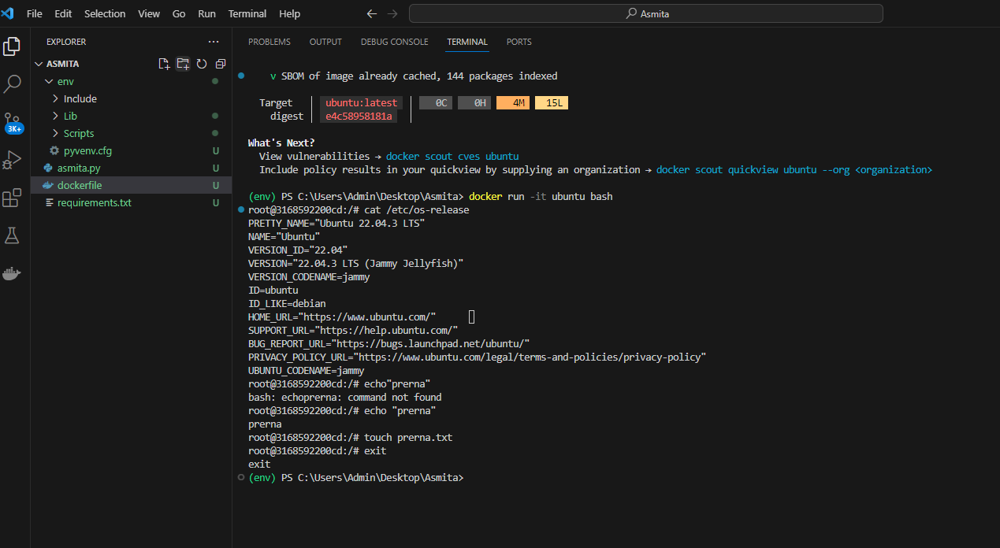 File Edit Selection View Go Run Terminal Help
Asmita
EXPLORER
ASMITA
env
Include
Lib
Scripts
pyvenv.cfg U
asmita.py U
dockerfile U
requirements.txt U
3K+
PROBLEMS OUTPUT DEBUG CONSOLE TERMINAL PORTS
v SBOM of image already cached, 144 packages indexed
Target │ ubuntu:latest │ 0C 0H 4M 15L
digest │ e4c58958181a │
What's Next?
View vulnerabilities → docker scout cves ubuntu
Include policy results in your quickview by supplying an organization → docker scout quickview ubuntu --org <organization>
(env) PS C:\Users\Admin\Desktop\Asmita> docker run -it ubuntu bash
root@3168592200cd:/# cat /etc/os-release
PRETTY_NAME="Ubuntu 22.04.3 LTS"
NAME="Ubuntu"
VERSION_ID="22.04"
VERSION="22.04.3 LTS (Jammy Jellyfish)"
VERSION_CODENAME=jammy
ID=ubuntu
ID_LIKE=debian
HOME_URL="https://www.ubuntu.com/"
SUPPORT_URL="https://help.ubuntu.com/"
BUG_REPORT_URL="https://bugs.launchpad.net/ubuntu/"
PRIVACY_POLICY_URL="https://www.ubuntu.com/legal/terms-and-policies/privacy-policy"
UBUNTU_CODENAME=jammy
root@3168592200cd:/# echo"prerna"
bash: echoprerna: command not found
root@3168592200cd:/# echo "prerna"
prerna
root@3168592200cd:/# touch prerna.txt
root@3168592200cd:/# exit
exit
(env) PS C:\Users\Admin\Desktop\Asmita>